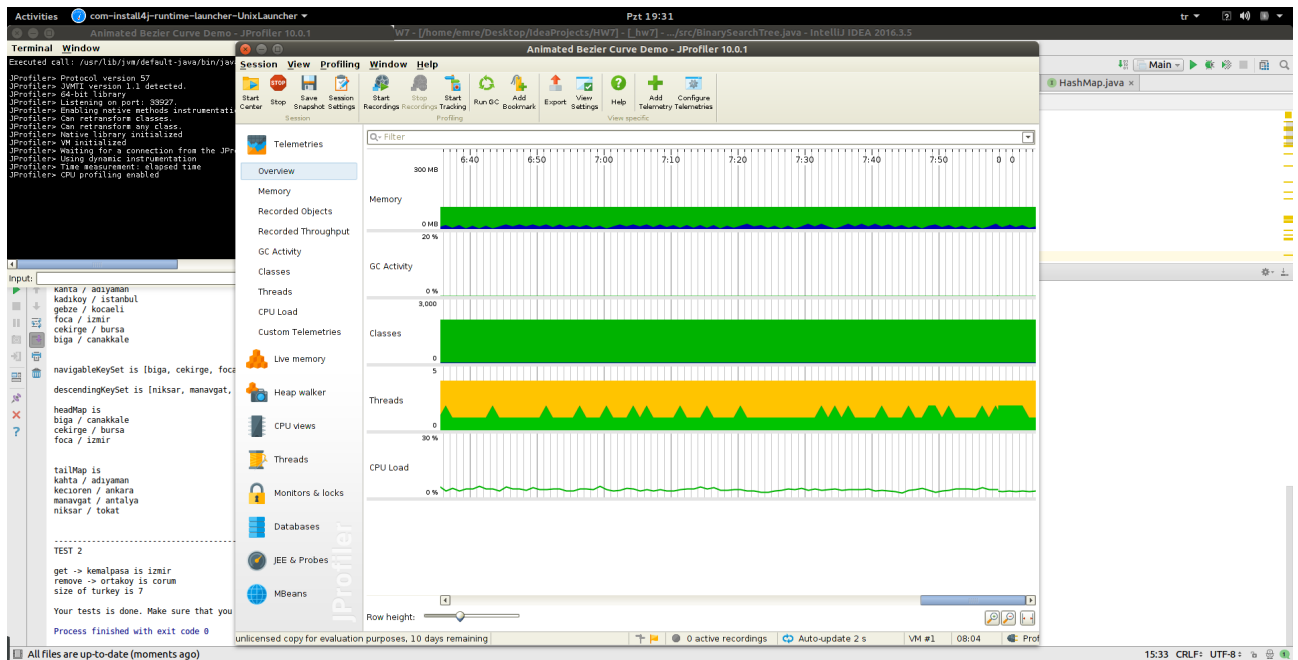 Activities com-install4j-runtime-launcher-UnixLauncher
Pzt 19:31
tr
Animated Bezier Curve Demo - JProfiler 10.0.1
W7 - [/home/emre/Desktop/IdeaProjects/HW7] - [_hw7] - .../src/BinarySearchTree.java - IntelliJ IDEA 2016.3.5
Terminal Window
Executed call: /usr/lib/jvm/default-java/bin/jav
JProfiler> Protocol version 57
JProfiler> JVMTI version 1.1 detected.
JProfiler> 64-bit library
JProfiler> Listening on port: 33927.
JProfiler> Enabling native methods instrumentati
JProfiler> Can retransform classes.
JProfiler> Can retransform any class.
JProfiler> Native library initialized
JProfiler> VM initialized
JProfiler> Waiting for a connection from the JPr
JProfiler> Using dynamic instrumentation
JProfiler> Time measurement: elapsed time
JProfiler> CPU profiling enabled
Input:
kahta / adiyaman
kadikoy / istanbul
gebze / kocaeli
foca / izmir
cekirge / bursa
biga / canakkale
navigableKeySet is [biga, cekirge, foca
descendingKeySet is [niksar, manavgat,
headMap is
biga / canakkale
cekirge / bursa
foca / izmir
tailMap is
kahta / adiyaman
kecioren / ankara
manavgat / antalya
niksar / tokat
TEST 2
get -> kemalpasa is izmir
remove -> ortakoy is corum
size of turkey is 7
Your tests is done. Make sure that you
Process finished with exit code 0
Animated Bezier Curve Demo - JProfiler 10.0.1
Session View Profiling Window Help
Start Center
Stop
Save Snapshot
Session Settings
Start Recordings
Stop Recordings
Start Tracking
Run GC
Add Bookmark
Export
View Settings
Help
Add Telemetry
Configure Telemetries
Session
Profiling
View specific
Telemetries
Overview
Memory
Recorded Objects
Recorded Throughput
GC Activity
Classes
Threads
CPU Load
Custom Telemetries
Live memory
Heap walker
CPU views
Threads
Monitors & locks
Databases
JEE & Probes
MBeans
JProfiler
Filter
6:40 6:50 7:00 7:10 7:20 7:30 7:40 7:50 0 0
300 MB
Memory
0 MB
20 %
GC Activity
0 %
3,000
Classes
0
5
Threads
0
30 %
CPU Load
0 %
Row height:
unlicensed copy for evaluation purposes, 10 days remaining
0 active recordings
Auto-update 2 s
VM #1
08:04
Prof
Main
HashMap.java
All files are up-to-date (moments ago)
15:33 CRLF UTF-8